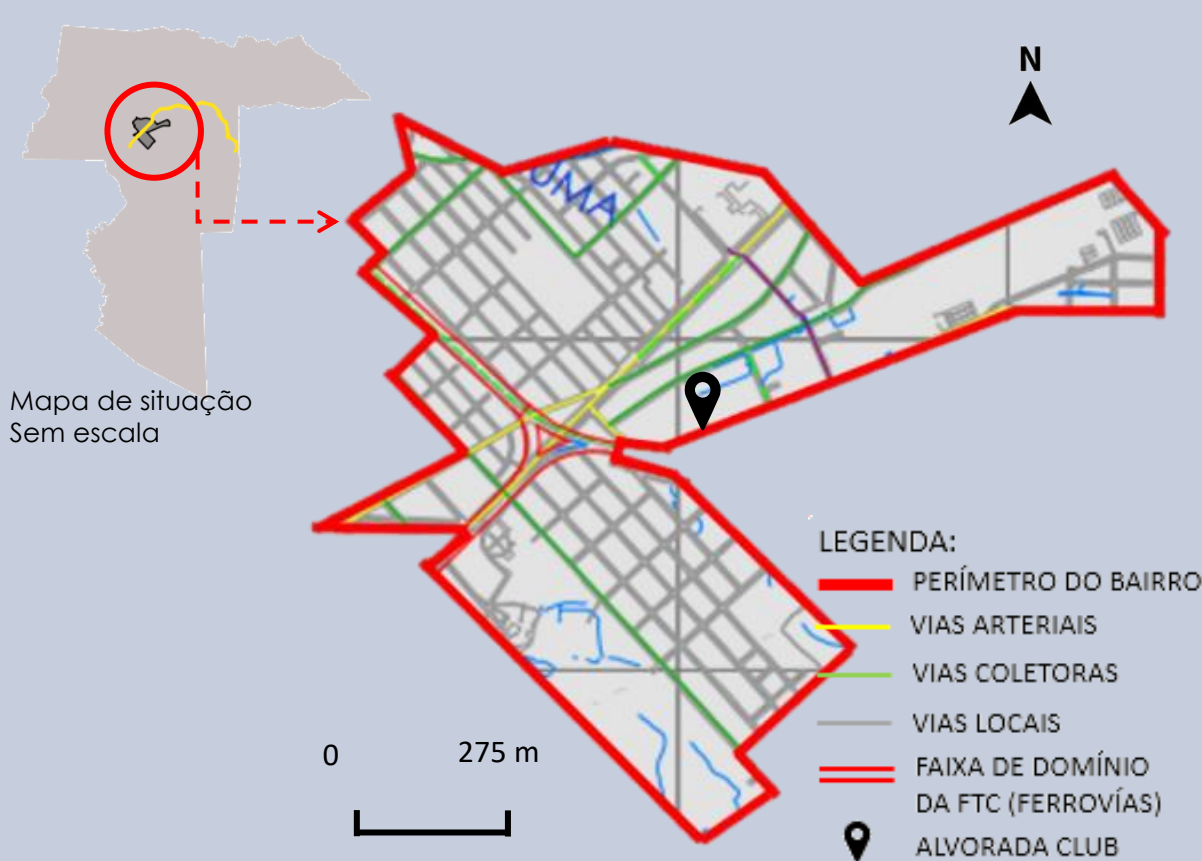 N
UMA
Mapa de situação
Sem escala
0 275 m
LEGENDA:
PERÍMETRO DO BAIRRO
VIAS ARTERIAIS
VIAS COLETORAS
VIAS LOCAIS
FAIXA DE DOMÍNIO
DA FTC (FERROVÍAS)
ALVORADA CLUB